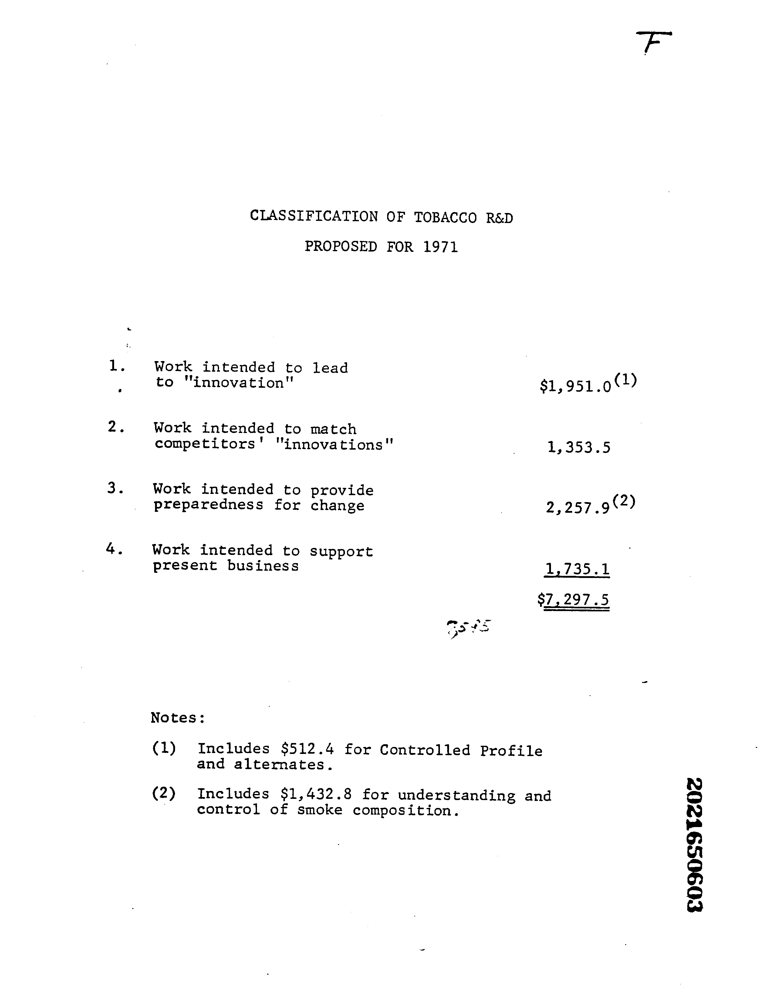 F
CLASSIFICATION OF TOBACCO R&D
PROPOSED FOR 1971
1. Work intended to lead
to "innovation" $1,951.0(1)
2. Work intended to match
competitors' "innovations" 1,353.5
3. Work intended to provide
preparedness for change 2,257.9(2)
4. Work intended to support
present business 1,735.1
$7,297.5
Notes:
(1) Includes $512.4 for Controlled Profile
and alternates.
(2) Includes $1,432.8 for understanding and
control of smoke composition.
2021650603